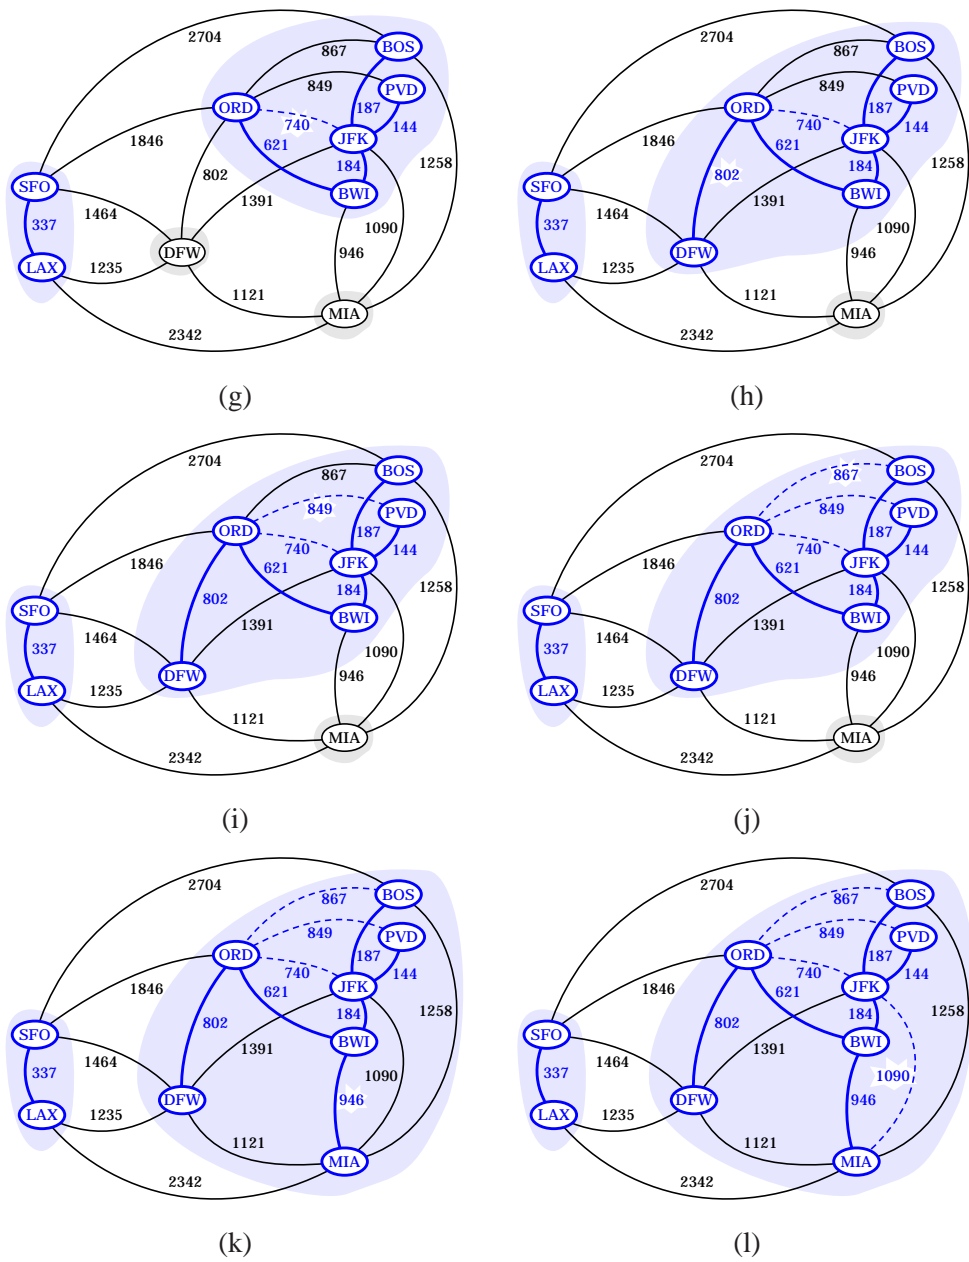 2704 BOS
867
849 PVD
ORD 187
740 144
1846 621 JFK
1258
184
802
SFO BWI
1391
1464 1090
337
DFW 946
LAX 1235
1121
MIA
2342
(g)
2704 BOS
867
849 PVD
ORD 187
740 144
1846 621 JFK
1258
184
802
SFO BWI
1391
1464 1090
337
DFW 946
LAX 1235
1121
MIA
2342
(h)
2704 BOS
867
849 PVD
ORD 187
740 144
1846 621 JFK
1258
184
802
SFO BWI
1391
1464 1090
337
DFW 946
LAX 1235
1121
MIA
2342
(i)
2704 BOS
867
849 PVD
ORD 187
740 144
1846 621 JFK
1258
184
802
SFO BWI
1391
1464 1090
337
DFW 946
LAX 1235
1121
MIA
2342
(j)
2704 BOS
867
849 PVD
ORD 187
740 144
1846 621 JFK
1258
184
802
SFO BWI
1391
1464 1090
337
DFW 946
LAX 1235
1121
MIA
2342
(k)
2704 BOS
867
849 PVD
ORD 187
740 144
1846 621 JFK
1258
184
802
SFO BWI
1391
1464 1090
337
DFW 946
LAX 1235
1121
MIA
2342
(l)